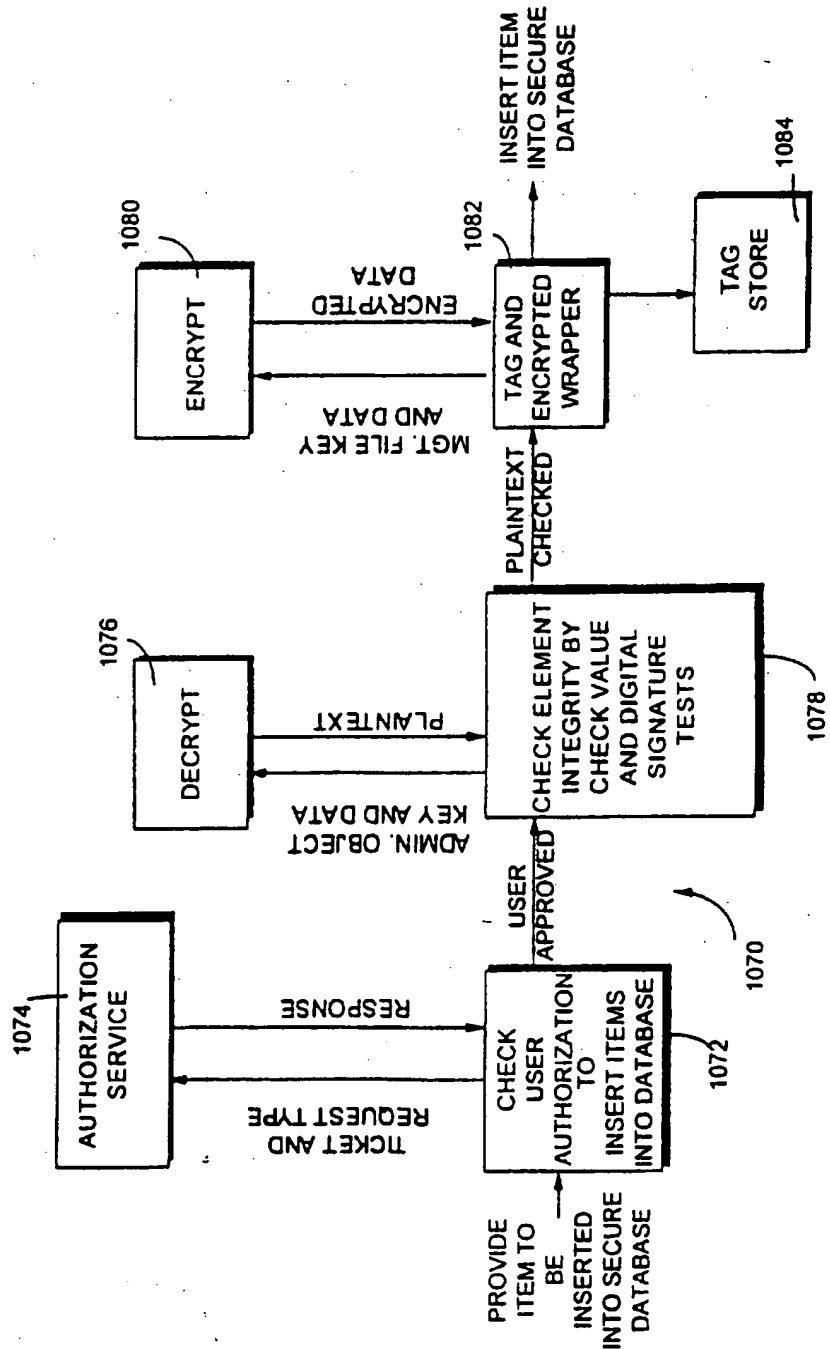 1074
AUTHORIZATION
SERVICE
TICKET AND
REQUEST TYPE
RESPONSE
PROVIDE
ITEM TO
BE
INSERTED
INTO SECURE
DATABASE
CHECK
USER
AUTHORIZATION
TO
INSERT ITEMS
INTO DATABASE
1072
USER
APPROVED
1070
1076
DECRYPT
ADMIN. OBJECT
KEY AND DATA
PLAINTEXT
CHECK ELEMENT
INTEGRITY BY
CHECK VALUE
AND DIGITAL
SIGNATURE
TESTS
1078
PLAINTEXT
CHECKED
1080
ENCRYPT
MGT. FILE KEY
AND DATA
ENCRYPTED
DATA
1082
TAG AND
ENCRYPTED
WRAPPER
INSERT ITEM
INTO SECURE
DATABASE
TAG
STORE
1084